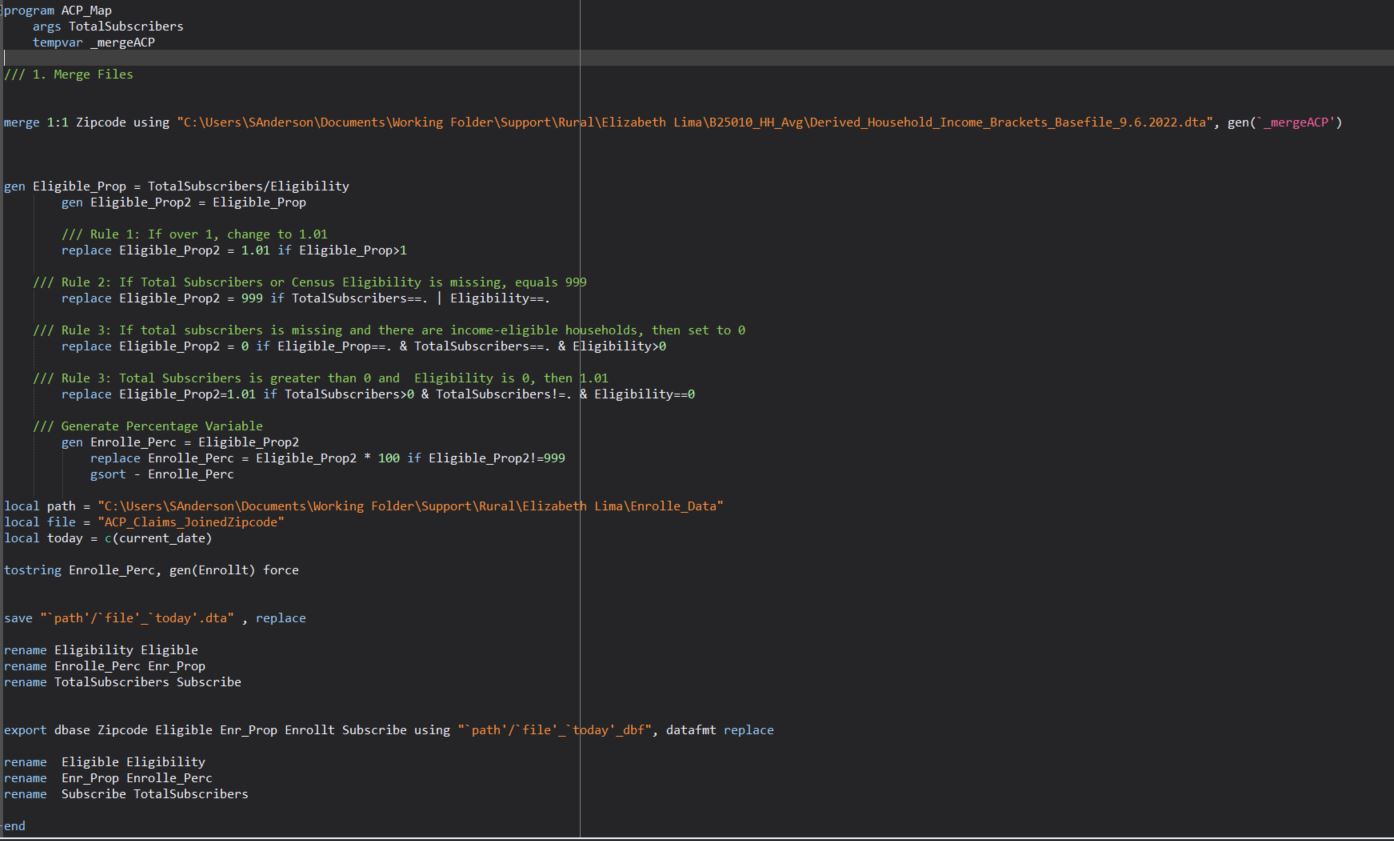 program ACP_Map
args TotalSubscribers
tempvar _mergeACP
/// 1. Merge Files
merge 1:1 Zipcode using "C:\Users\SAnderson\Documents\Working Folder\Support\Rural\Elizabeth Lima\B25010_HH_Avg\Derived_Household_Income_Brackets_Basefile_9.6.2022.dta", gen(`_mergeACP')
gen Eligible_Prop = TotalSubscribers/Eligibility
gen Eligible_Prop2 = Eligible_Prop
/// Rule 1: If over 1, change to 1.01
replace Eligible_Prop2 = 1.01 if Eligible_Prop>1
/// Rule 2: If Total Subscribers or Census Eligibility is missing, equals 999
replace Eligible_Prop2 = 999 if TotalSubscribers==. | Eligibility==.
/// Rule 3: If total subscribers is missing and there are income-eligible households, then set to 0
replace Eligible_Prop2 = 0 if Eligible_Prop==. & TotalSubscribers==. & Eligibility>0
/// Rule 3: Total Subscribers is greater than 0 and  Eligibility is 0, then 1.01
replace Eligible_Prop2=1.01 if TotalSubscribers>0 & TotalSubscribers!=. & Eligibility==0
/// Generate Percentage Variable
gen Enrolle_Perc = Eligible_Prop2
replace Enrolle_Perc = Eligible_Prop2 * 100 if Eligible_Prop2!=999
gsort - Enrolle_Perc
local path = "C:\Users\SAnderson\Documents\Working Folder\Support\Rural\Elizabeth Lima\Enrolle_Data"
local file = "ACP_Claims_JoinedZipcode"
local today = c(current_date)
tostring Enrolle_Perc, gen(Enrollt) force
save "`path'/`file'_`today'.dta" , replace
rename Eligibility Eligible
rename Enrolle_Perc Enr_Prop
rename TotalSubscribers Subscribe
export dbase Zipcode Eligible Enr_Prop Enrollt Subscribe using "`path'/`file'_`today'_dbf", datafmt replace
rename  Eligible Eligibility
rename  Enr_Prop Enrolle_Perc
rename  Subscribe TotalSubscribers
end